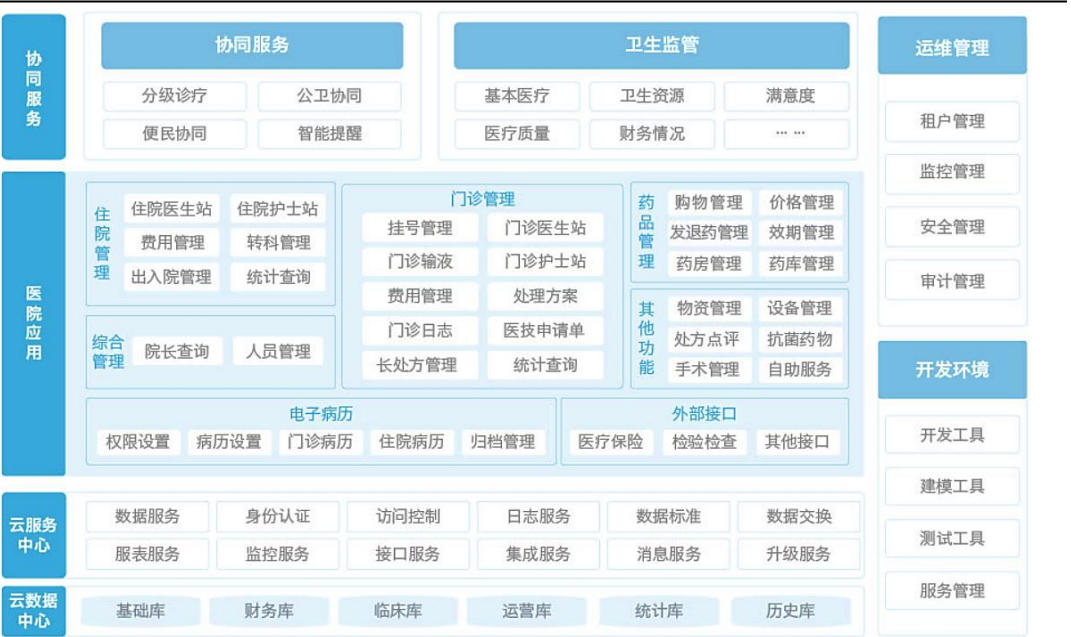 协同服务
协同服务
分级诊疗 公卫协同
便民协同 智能提醒
卫生监管
基本医疗 卫生资源 满意度
医疗质量 财务情况 ... ...
医院应用
住院管理
住院医生站 住院护士站
费用管理 转科管理
出入院管理 统计查询
综合管理
院长查询 人员管理
门诊管理
挂号管理 门诊医生站
门诊输液 门诊护士站
费用管理 处理方案
门诊日志 医技申请单
长处方管理 统计查询
药品管理
购物管理 价格管理
发退药管理 效期管理
药房管理 药库管理
其他功能
物资管理 设备管理
处方点评 抗菌药物
手术管理 自助服务
电子病历
权限设置 病历设置 门诊病历 住院病历 归档管理
外部接口
医疗保险 检验检查 其他接口
云服务中心
数据服务 身份认证 访问控制 日志服务 数据标准 数据交换
服表服务 监控服务 接口服务 集成服务 消息服务 升级服务
云数据中心
基础库 财务库 临床库 运营库 统计库 历史库
运维管理
租户管理
监控管理
安全管理
审计管理
开发环境
开发工具
建模工具
测试工具
服务管理